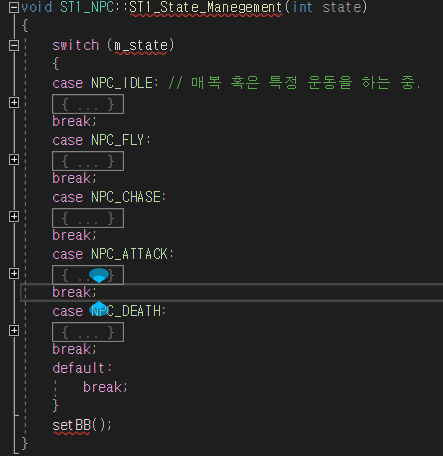 void ST1_NPC::ST1_State_Manegement(int state)
{
switch (m_state)
{
case NPC_IDLE: // 매복 혹은 특정 운동을 하는 중.
{ ... }
break;
case NPC_FLY:
{ ... }
break;
case NPC_CHASE:
{ ... }
break;
case NPC_ATTACK:
{ ... }
break;
case NPC_DEATH:
{ ... }
break;
default:
break;
}
setBB();
}